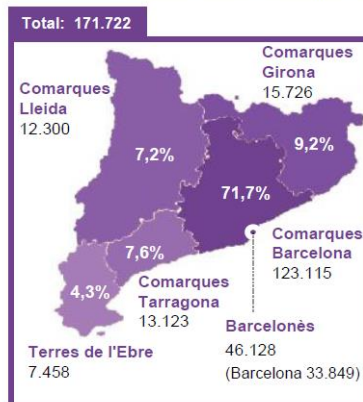 Total: 171.722
Comarques
Girona
15.726
Comarques
Lleida
12.300
7,2%
9,2%
71,7%
Comarques
Barcelona
123.115
7,6%
4,3%
Comarques
Tarragona
13.123
Barcelonès
46.128
(Barcelona 33.849)
Terres de l'Ebre
7.458